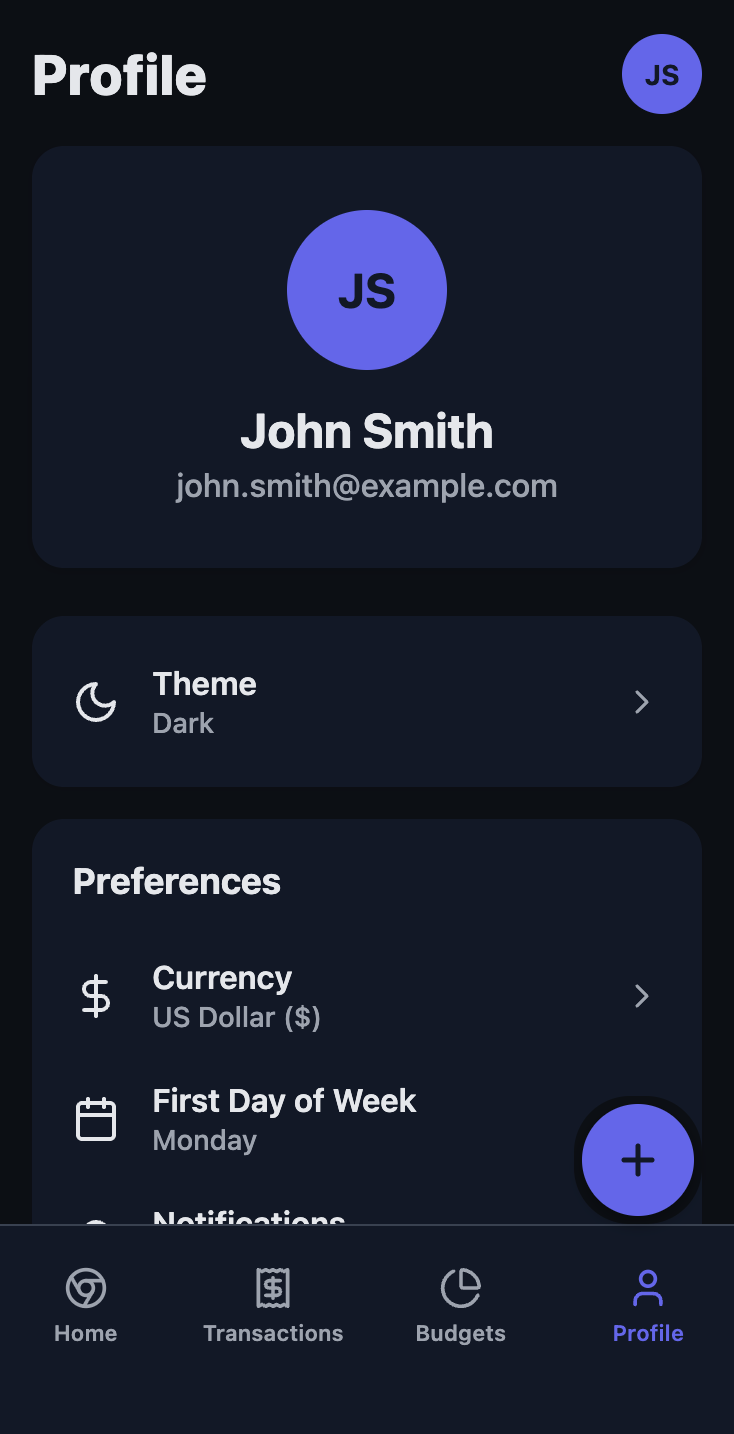 Profile
JS
JS
John Smith
john.smith@example.com
Theme
Dark
Preferences
Currency
US Dollar ($)
First Day of Week
Monday
Notifications
Home
Transactions
Budgets
Profile